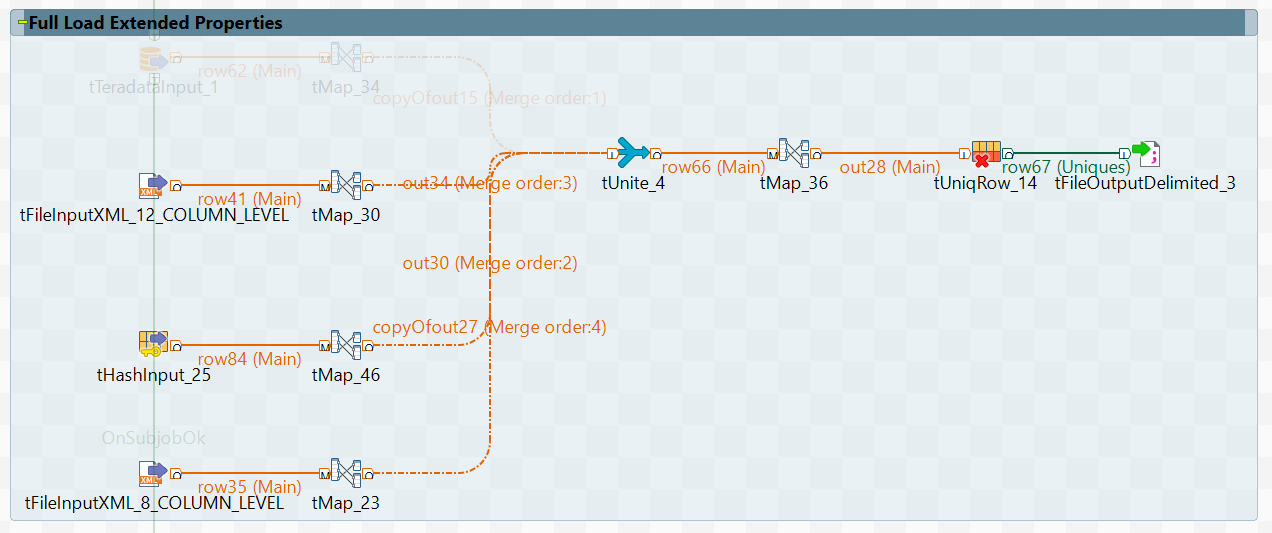 Full Load Extended Properties
row62 (Main)
tTeradataInput_1
tMap_34
copyOfout15 (Merge order:1)
row41 (Main)
tFileInputXML_12_COLUMN_LEVEL
tMap_30
out34 (Merge order:3)
tUnite_4
row66 (Main)
tMap_36
out28 (Main)
tUniqRow_14
row67 (Uniques)
tFileOutputDelimited_3
out30 (Merge order:2)
copyOfout27 (Merge order:4)
row84 (Main)
tHashInput_25
tMap_46
OnSubjobOk
row35 (Main)
tFileInputXML_8_COLUMN_LEVEL
tMap_23